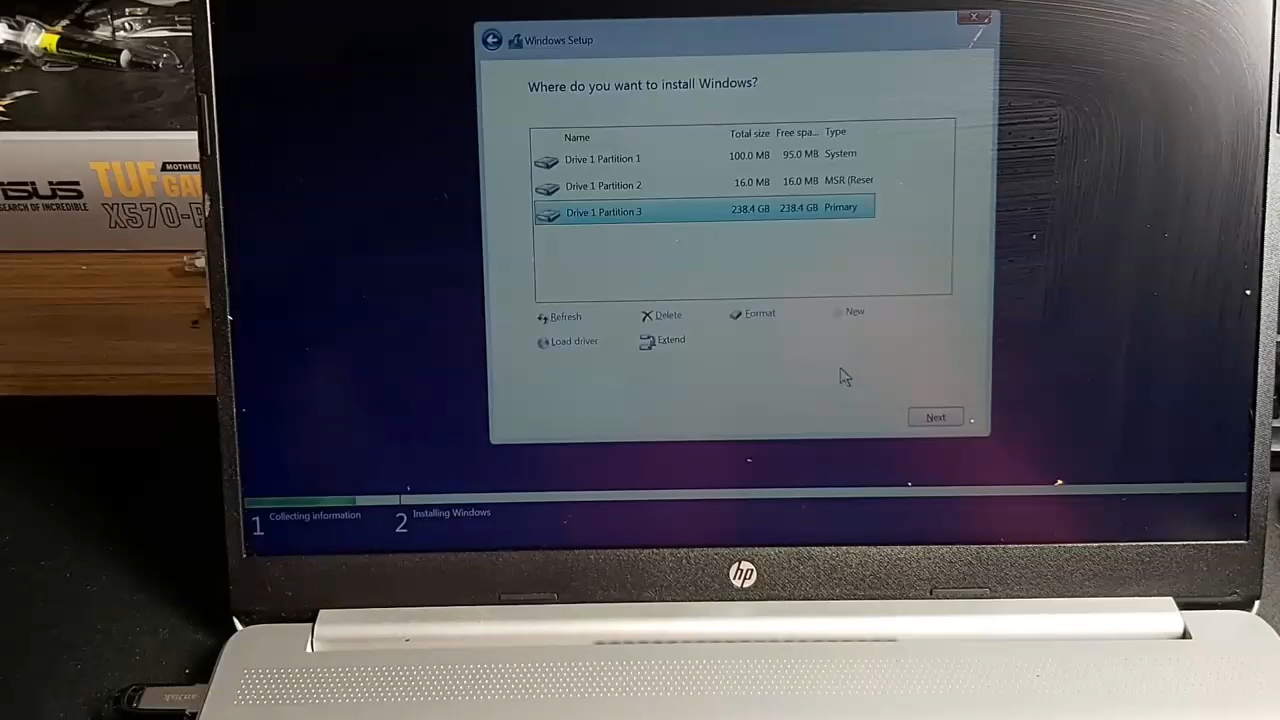 Windows Setup
Where do you want to install Windows?
Name Total size Free spa... Type
Drive 1 Partition 1 100.0 MB 95.0 MB System
Drive 1 Partition 2 16.0 MB 16.0 MB MSR (Reser
Drive 1 Partition 3 238.4 GB 238.4 GB Primary
Refresh Delete Format New
Load driver Extend
Next
1 Collecting information 2 Installing Windows
hp
TUF
X570-P